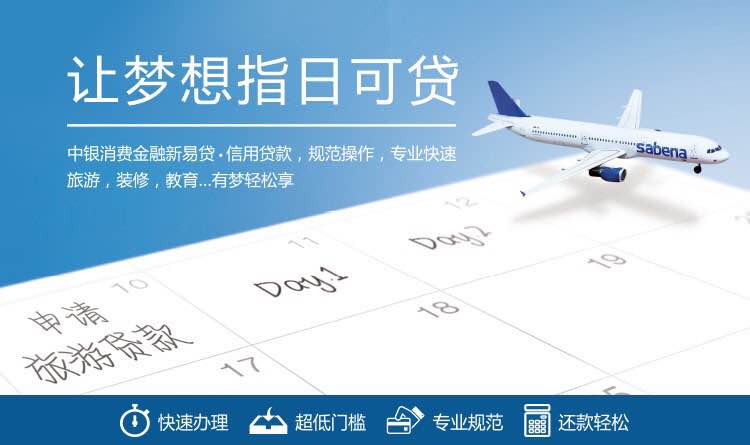 让梦想指日可贷
中银消费金融新易贷·信用贷款，规范操作，专业快速
旅游，装修，教育...有梦轻松享
sabena
10
11
12
申请
旅游贷款
Day1
Day2
17
18
19
快速办理
超低门槛
专业规范
还款轻松